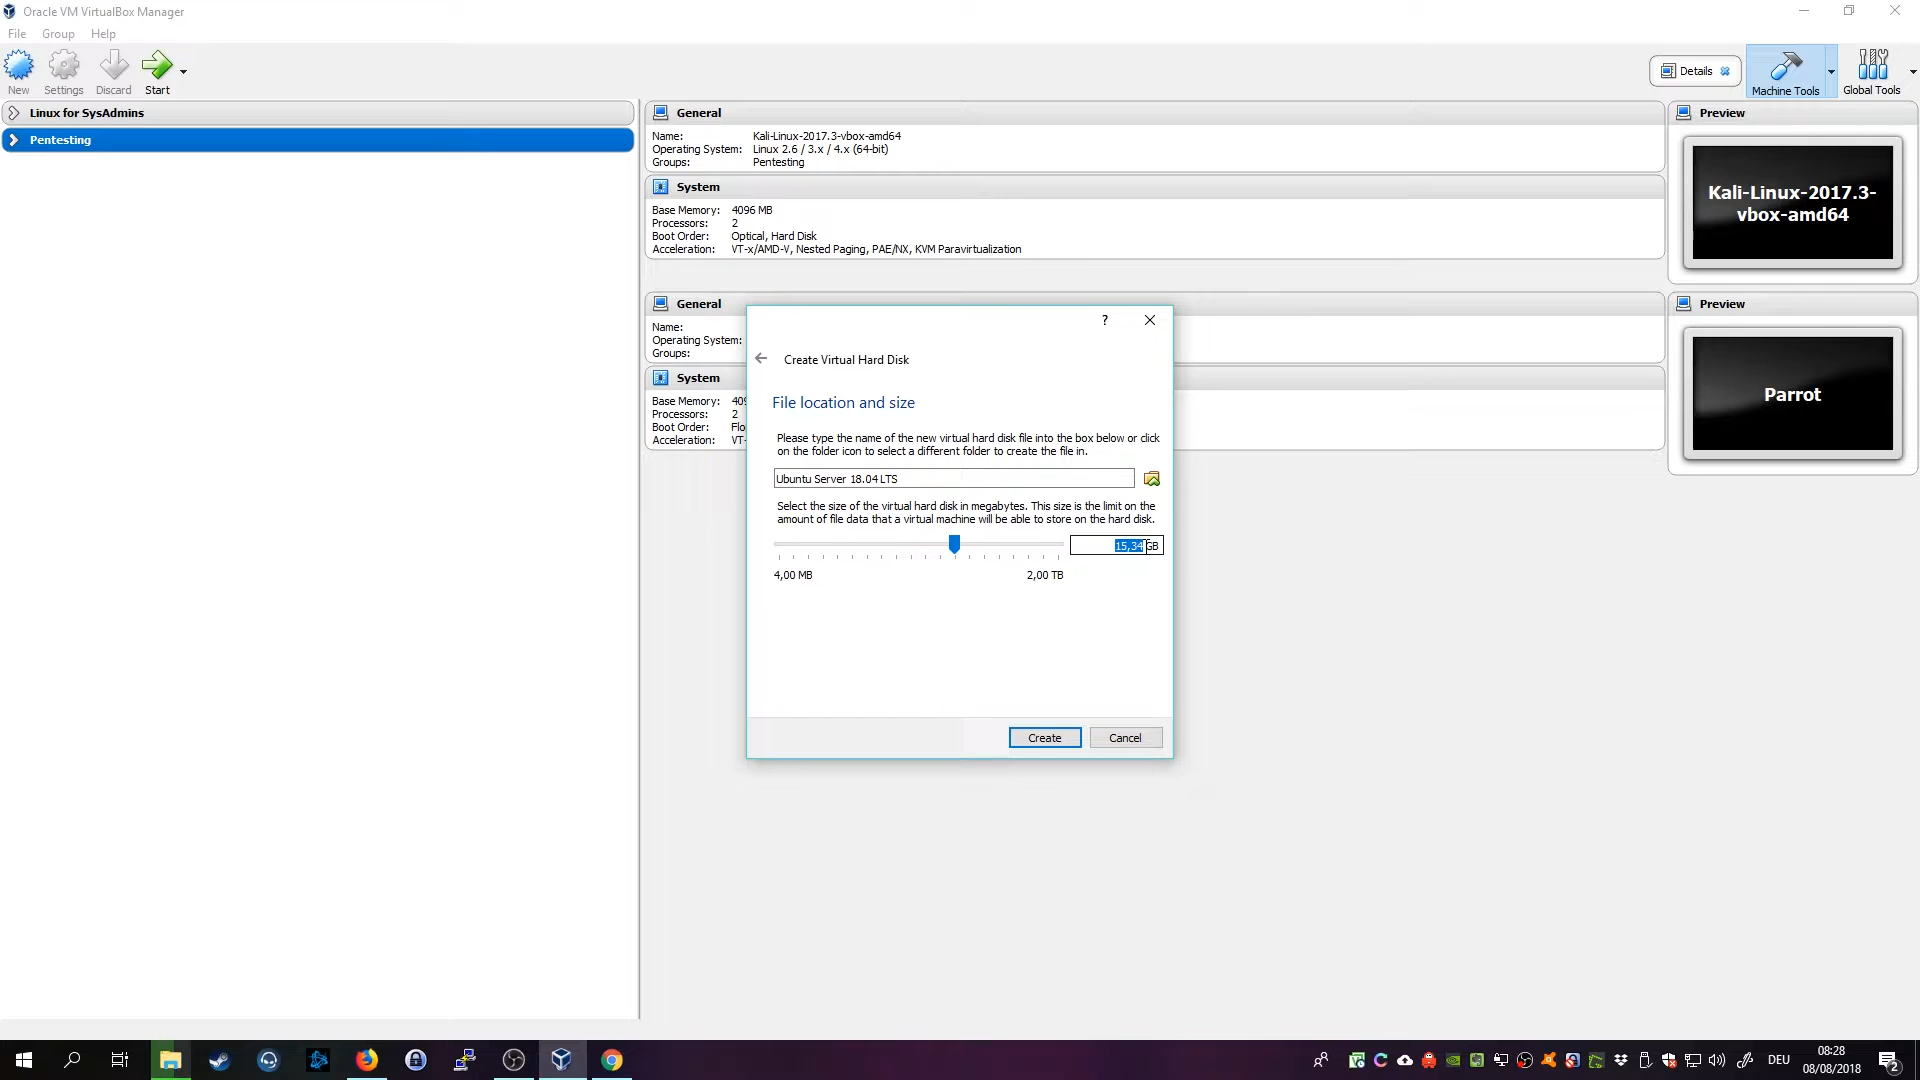 Oracle VM VirtualBox Manager
File Group Help
New Settings Discard Start
Details
Machine Tools
Global Tools
Linux for SysAdmins
Pentesting
General
Name: Kali-Linux-2017.3-vbox-amd64
Operating System: Linux 2.6 / 3.x / 4.x (64-bit)
Groups: Pentesting
System
Base Memory: 4096 MB
Processors: 2
Boot Order: Optical, Hard Disk
Acceleration: VT-x/AMD-V, Nested Paging, PAE/NX, KVM Paravirtualization
Preview
Kali-Linux-2017.3-
vbox-amd64
General
Name:
Operating System:
Groups:
System
Base Memory: 409
Processors: 2
Boot Order: Flo
Acceleration: VT-
Preview
Parrot
?
Create Virtual Hard Disk
File location and size
Please type the name of the new virtual hard disk file into the box below or click
on the folder icon to select a different folder to create the file in.
Ubuntu Server 18.04 LTS
Select the size of the virtual hard disk in megabytes. This size is the limit on the
amount of file data that a virtual machine will be able to store on the hard disk.
15,34 GB
4,00 MB 2,00 TB
Create Cancel
DEU
08:28
08/08/2018
2